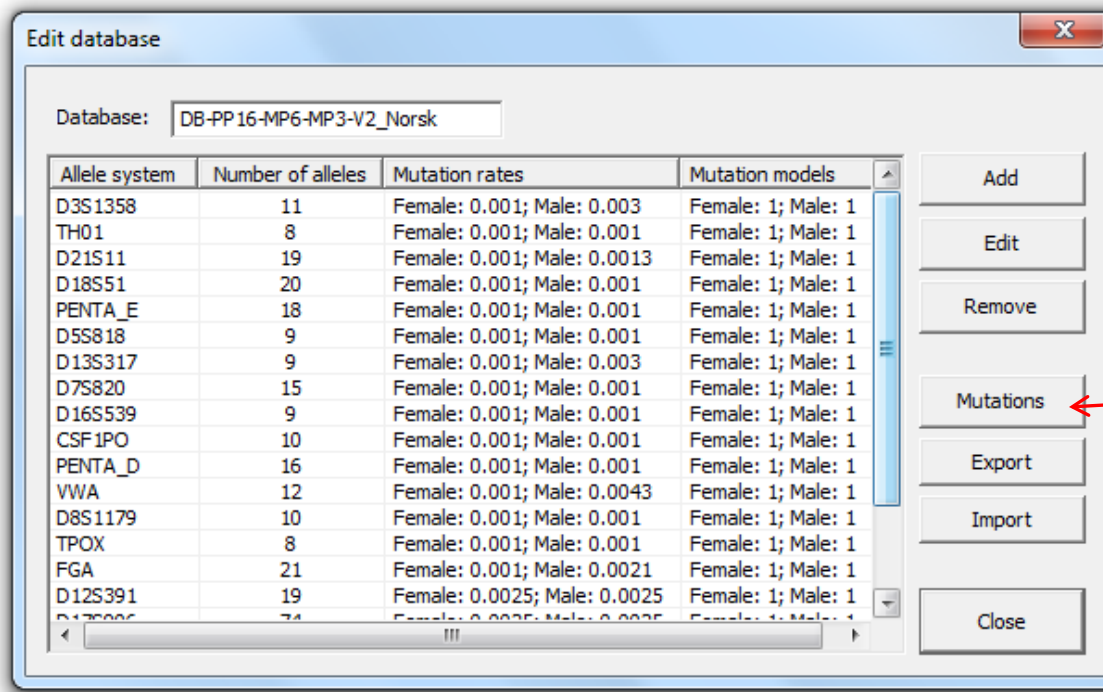 Edit database
Database: DB-PP16-MP6-MP3-V2_Norsk
Allele system Number of alleles Mutation rates Mutation models
D3S1358 11 Female: 0.001; Male: 0.003 Female: 1; Male: 1
TH01 8 Female: 0.001; Male: 0.001 Female: 1; Male: 1
D21S11 19 Female: 0.001; Male: 0.0013 Female: 1; Male: 1
D18S51 20 Female: 0.001; Male: 0.001 Female: 1; Male: 1
PENTA_E 18 Female: 0.001; Male: 0.001 Female: 1; Male: 1
D5S818 9 Female: 0.001; Male: 0.001 Female: 1; Male: 1
D13S317 9 Female: 0.001; Male: 0.003 Female: 1; Male: 1
D7S820 15 Female: 0.001; Male: 0.001 Female: 1; Male: 1
D16S539 9 Female: 0.001; Male: 0.001 Female: 1; Male: 1
CSF1PO 10 Female: 0.001; Male: 0.001 Female: 1; Male: 1
PENTA_D 16 Female: 0.001; Male: 0.001 Female: 1; Male: 1
VWA 12 Female: 0.001; Male: 0.0043 Female: 1; Male: 1
D8S1179 10 Female: 0.001; Male: 0.001 Female: 1; Male: 1
TPOX 8 Female: 0.001; Male: 0.001 Female: 1; Male: 1
FGA 21 Female: 0.001; Male: 0.0021 Female: 1; Male: 1
D12S391 19 Female: 0.0025; Male: 0.0025 Female: 1; Male: 1
Add
Edit
Remove
Mutations
Export
Import
Close